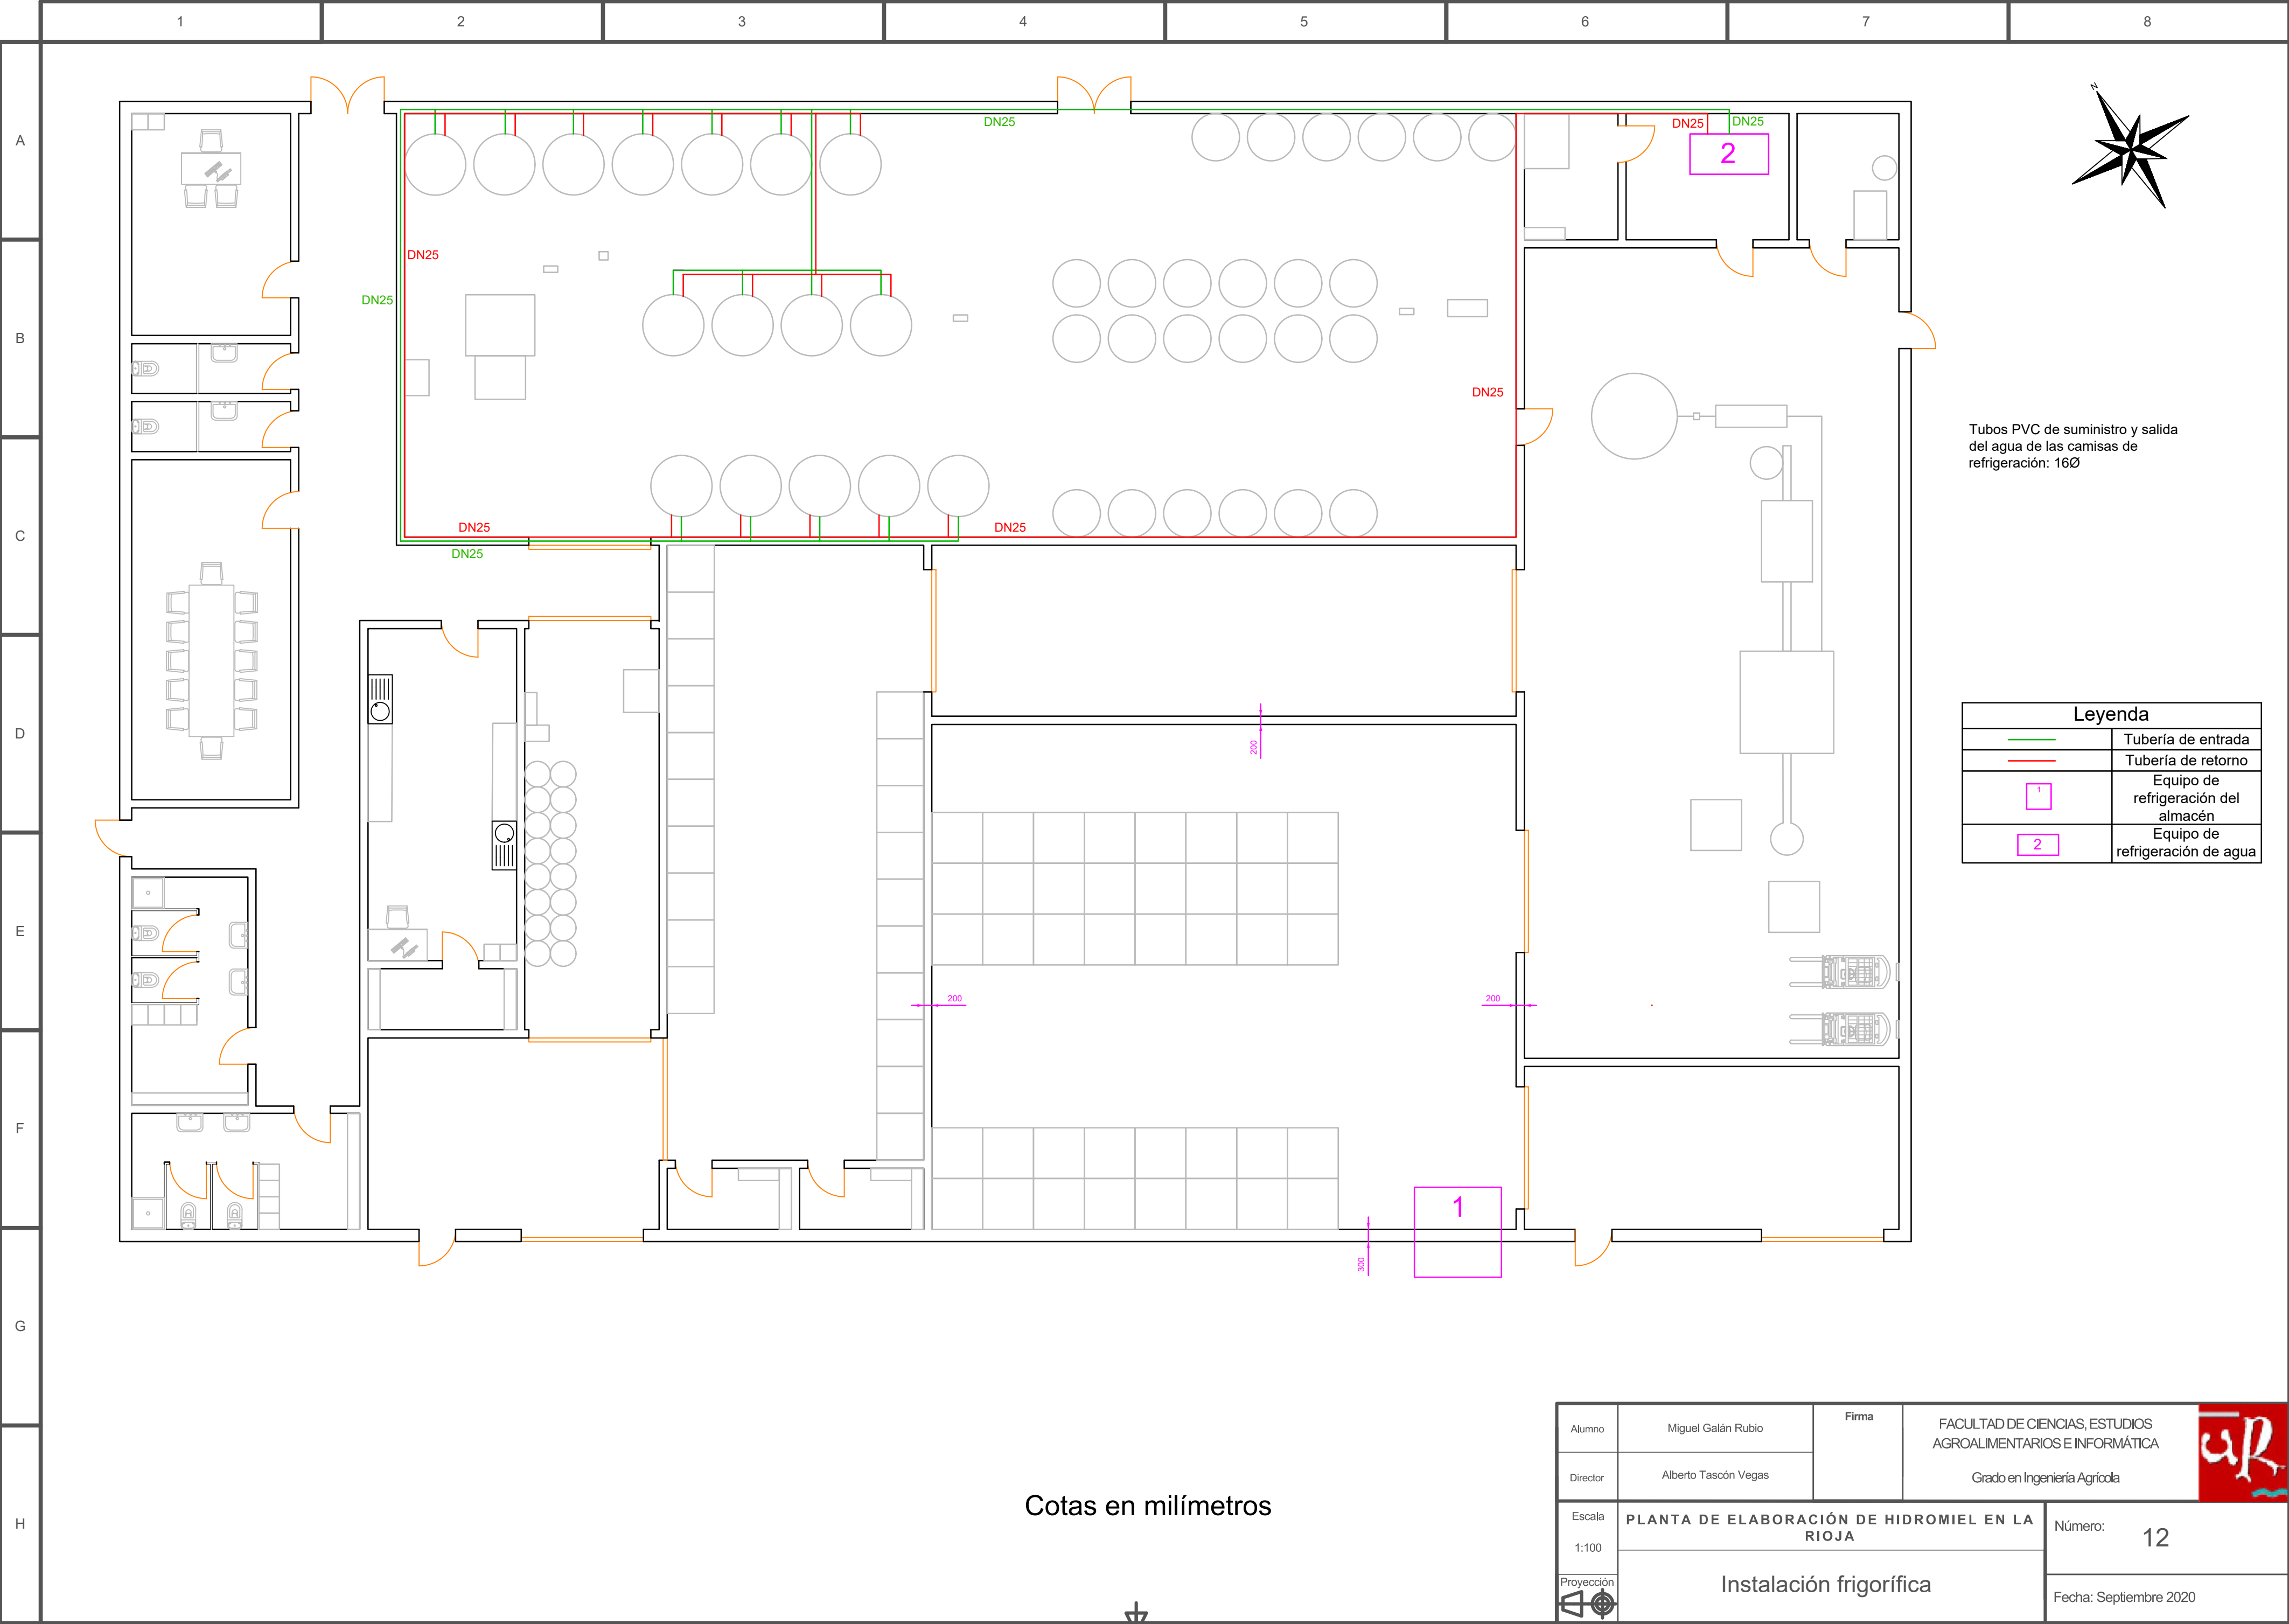 1 2 3 4 5 6 7 8
A
B
C
D
E
F
G
H
N
DN25
DN25
DN25
2
DN25
DN25
DN25
DN25
DN25
DN25
Tubos PVC de suministro y salida
del agua de las camisas de
refrigeración: 16Ø
200
200
200
1
300
Leyenda
Tubería de entrada
Tubería de retorno
1
Equipo de
refrigeración del
almacén
2
Equipo de
refrigeración de agua
Cotas en milímetros
Alumno
Miguel Galán Rubio
Firma
Director
Alberto Tascón Vegas
FACULTAD DE CIENCIAS, ESTUDIOS
AGROALIMENTARIOS E INFORMÁTICA
Grado en Ingeniería Agrícola
uR
Escala
1:100
PLANTA DE ELABORACIÓN DE HIDROMIEL EN LA
RIOJA
Número:
12
Proyección
Instalación frigorífica
Fecha: Septiembre 2020